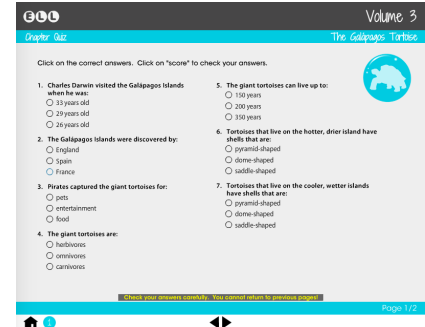 ELL
Volume 3
Chapter Quiz
The Galápagos Tortoise
Click on the correct answers. Click on "score" to check your answers.
1. Charles Darwin visited the Galápagos Islands
when he was:
33 years old
29 years old
26 years old
2. The Galápagos Islands were discovered by:
England
Spain
France
3. Pirates captured the giant tortoises for:
pets
entertainment
food
4. The giant tortoises are:
herbivores
omnivores
carnivores
5. The giant tortoises can live up to:
150 years
200 years
350 years
6. Tortoises that live on the hotter, drier island have
shells that are:
pyramid-shaped
dome-shaped
saddle-shaped
7. Tortoises that live on the cooler, wetter islands
have shells that are:
pyramid-shaped
dome-shaped
saddle-shaped
Check your answers carefully. You cannot return to previous pages!
Page 1/2